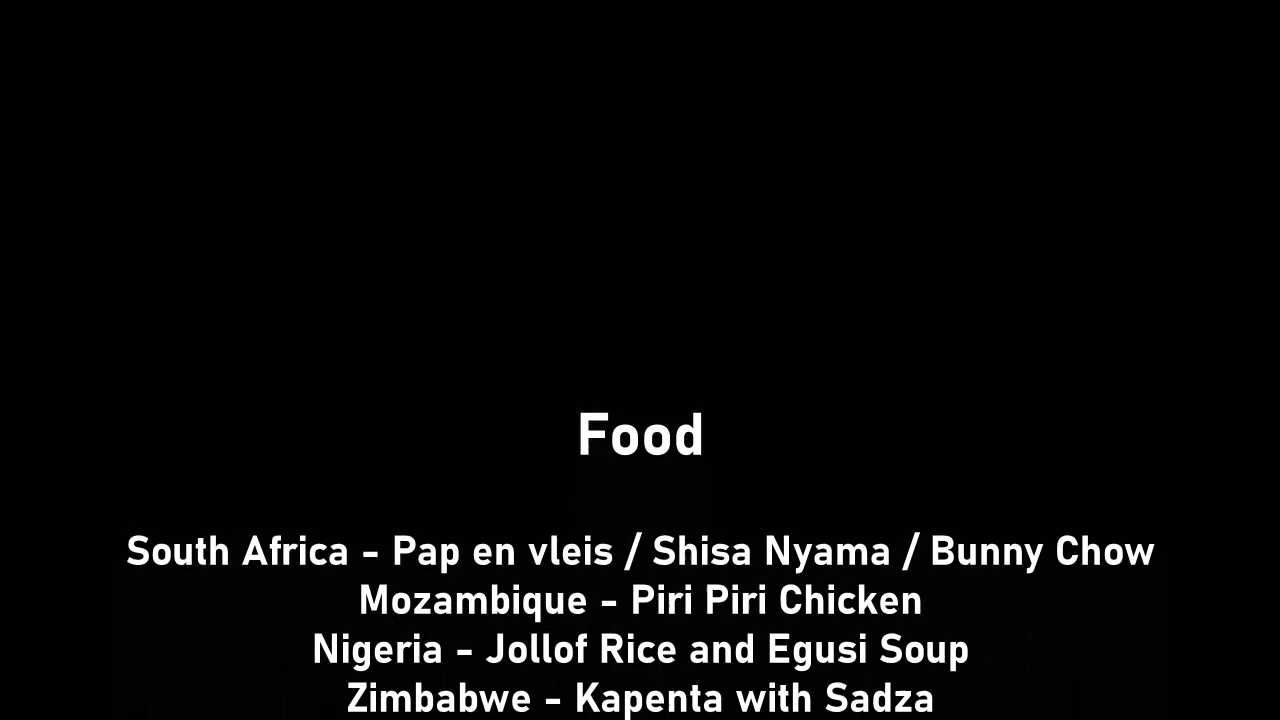 Food
South Africa - Pap en vleis / Shisa Nyama / Bunny Chow
Mozambique - Piri Piri Chicken
Nigeria - Jollof Rice and Egusi Soup
Zimbabwe - Kapenta with Sadza